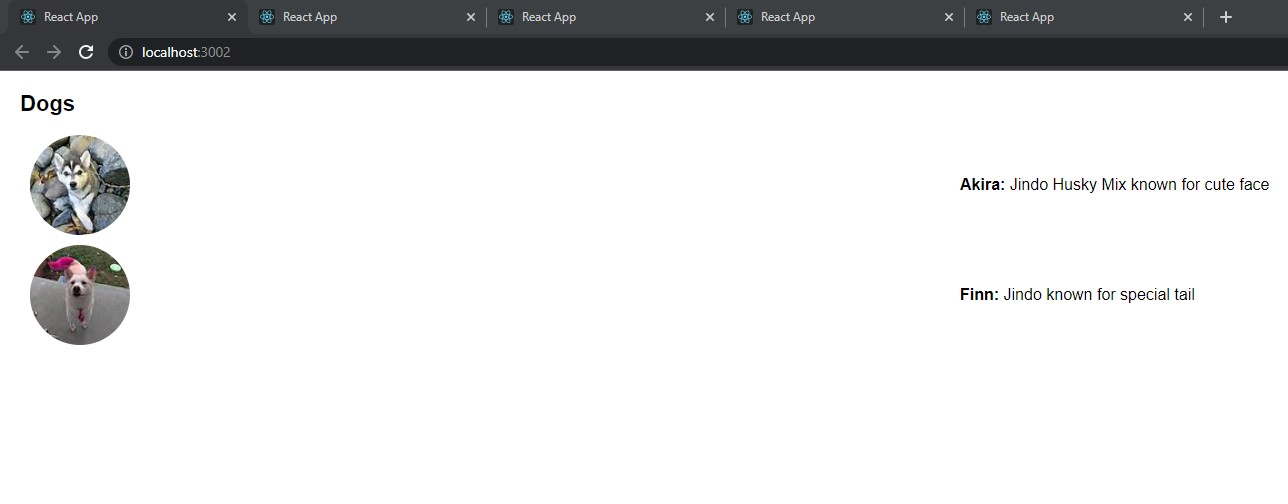 React App React App React App React App React App
localhost:3002
Dogs
Akira: Jindo Husky Mix known for cute face
Finn: Jindo known for special tail